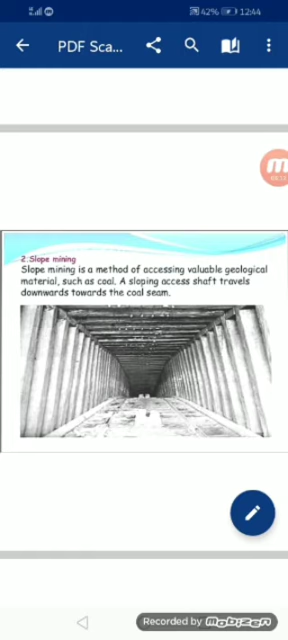 42% 12:44
PDF Sca...
2.Slope mining
Slope mining is a method of accessing valuable geological
material, such as coal. A sloping access shaft travels
downwards towards the coal seam.
Recorded by mobizen